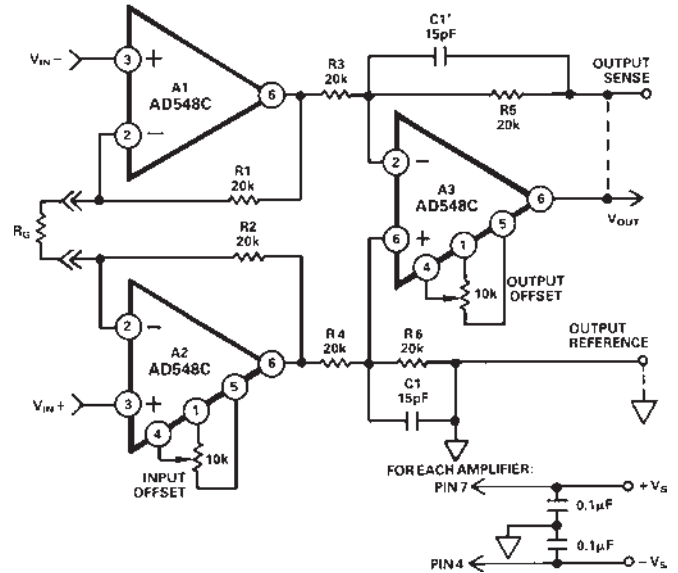 C1'
15pF
OUTPUT
SENSE
VIN−
3
+
A1
AD548C
6
2
−
R3
20k
R5
20k
R1
20k
RG
R2
20k
2
−
A3
AD548C
6
VOUT
6
+
5
1
4
10k
OUTPUT
OFFSET
2
−
A2
AD548C
6
5
VIN+
3
+
1
4
10k
INPUT
OFFSET
R4
20k
R6
20k
C1
15pF
OUTPUT
REFERENCE
FOR EACH AMPLIFIER:
PIN 7
+VS
0.1µF
0.1µF
PIN 4
−VS